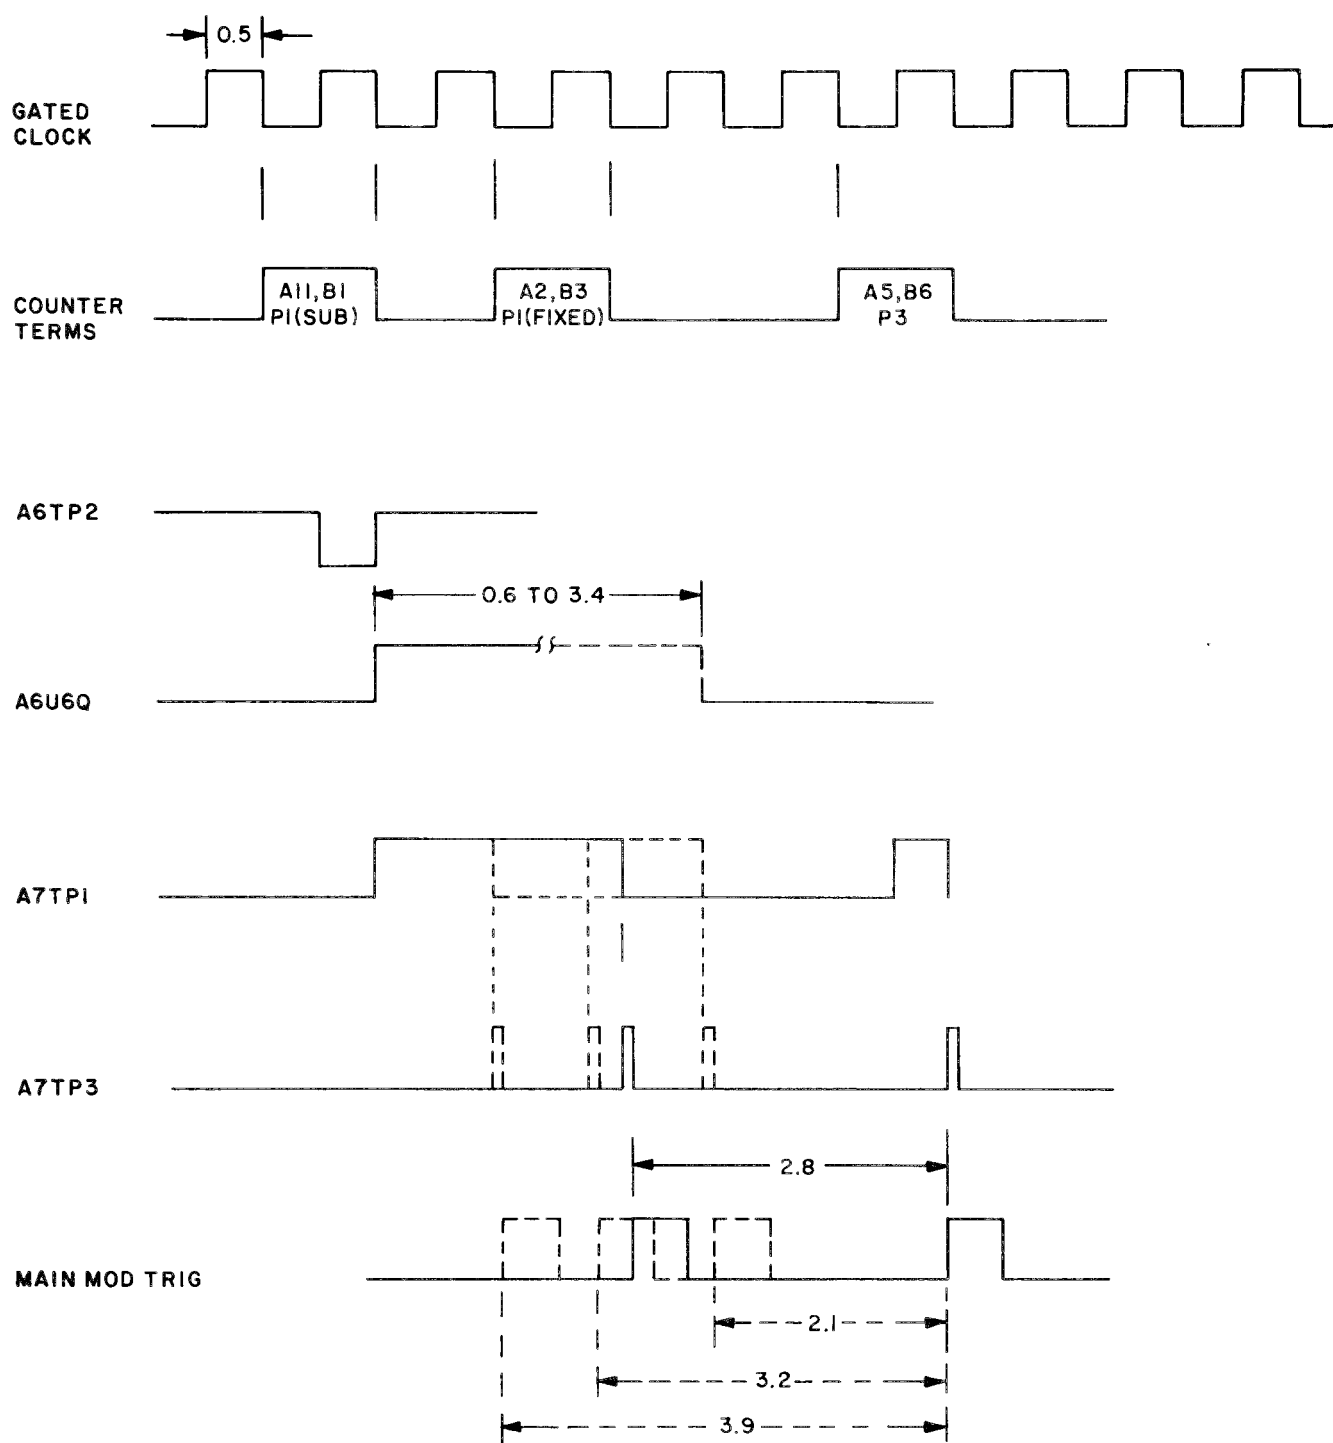 0.5
GATED
CLOCK
COUNTER
TERMS
A11,B1
P1(SUB)
A2,B3
P1(FIXED)
A5,B6
P3
A6TP2
0.6 TO 3.4
A6U6Q
A7TP1
A7TP3
2.8
MAIN MOD TRIG
2.1
3.2
3.9